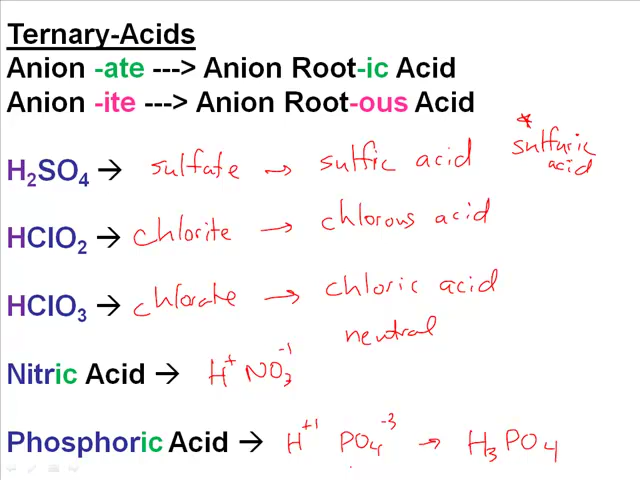 Ternary-Acids
Anion -ate ---> Anion Root-ic Acid
Anion -ite ---> Anion Root-ous Acid
* sulfuric acid
H₂SO₄ → sulfate → sulfic acid
HClO₂ → chlorite → chlorous acid
HClO₃ → chlorate → chloric acid
neutral
Nitric Acid → H⁺ NO₃⁻¹
Phosphoric Acid → H⁺¹ PO₄⁻³ → H₃PO₄